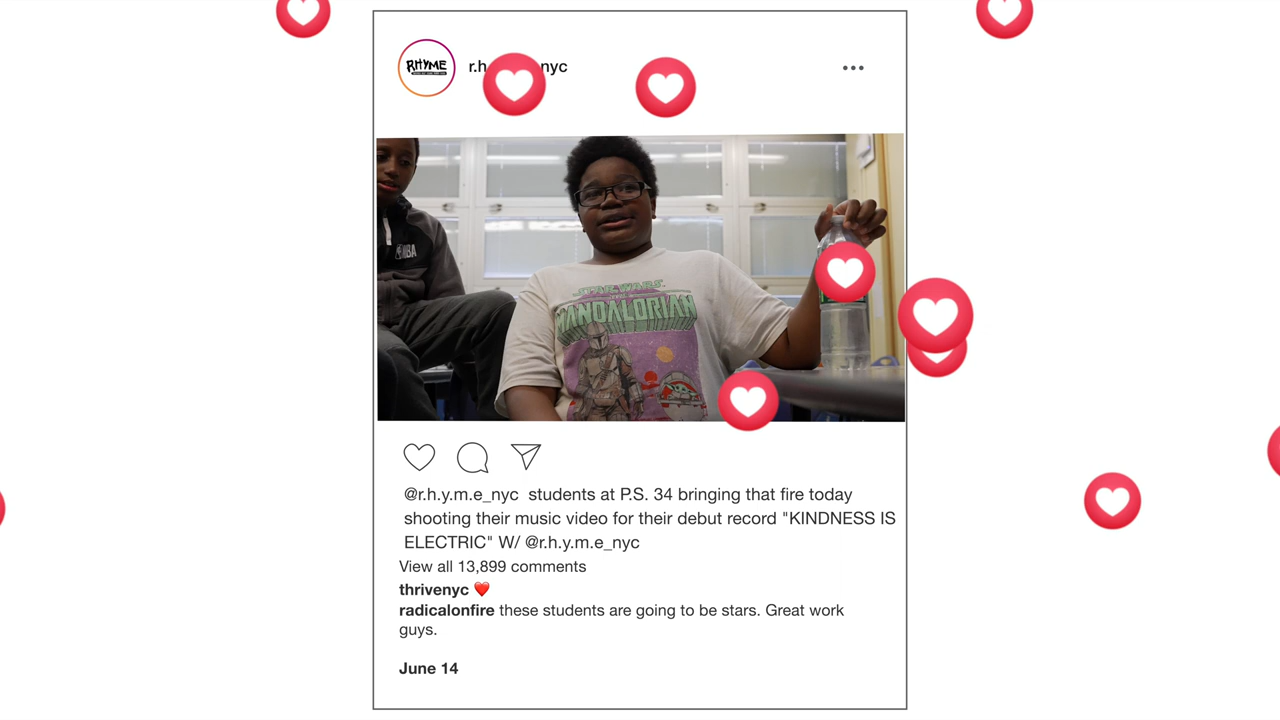 RHYME
r.h nyc
NBA
STAR WARS
MANDALORIAN
@r.h.y.m.e_nyc students at P.S. 34 bringing that fire today
shooting their music video for their debut record "KINDNESS IS
ELECTRIC" W/ @r.h.y.m.e_nyc
View all 13,899 comments
thrivenyc ❤️
radicalonfire these students are going to be stars. Great work
guys.
June 14